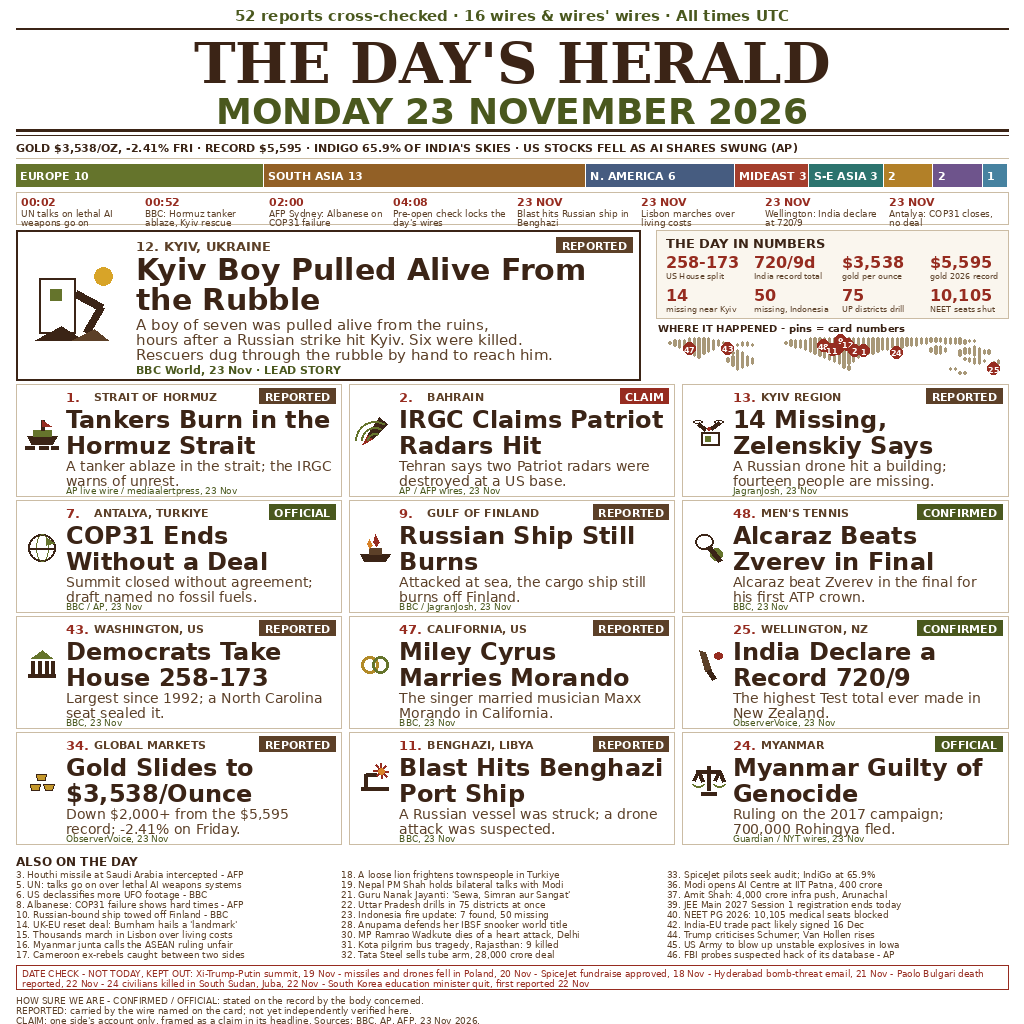 52 reports cross-checked · 16 wires & wires' wires · All times UTC
THE DAY'S HERALD
MONDAY 23 NOVEMBER 2026
GOLD $3,538/OZ, -2.41% FRI · RECORD $5,595 · INDIGO 65.9% OF INDIA'S SKIES · US STOCKS FELL AS AI SHARES SWUNG (AP)
EUROPE 10
SOUTH ASIA 13
N. AMERICA 6
MIDEAST 3
S-E ASIA 3
2
2
1
00:02
UN talks on lethal AI
weapons go on
00:52
BBC: Hormuz tanker
ablaze, Kyiv rescue
02:00
AFP Sydney: Albanese on
COP31 failure
04:08
Pre-open check locks the
day's wires
23 NOV
Blast hits Russian ship in
Benghazi
23 NOV
Lisbon marches over
living costs
23 NOV
Wellington: India declare
at 720/9
23 NOV
Antalya: COP31 closes,
no deal
12. KYIV, UKRAINE
REPORTED
Kyiv Boy Pulled Alive From
the Rubble
A boy of seven was pulled alive from the ruins,
hours after a Russian strike hit Kyiv. Six were killed.
Rescuers dug through the rubble by hand to reach him.
BBC World, 23 Nov · LEAD STORY
THE DAY IN NUMBERS
258-173
US House split
720/9d
India record total
$3,538
gold per ounce
$5,595
gold 2026 record
14
missing near Kyiv
50
missing, Indonesia
75
UP districts drill
10,105
NEET seats shut
WHERE IT HAPPENED - pins = card numbers
47
43
9
11
2
1
24
25
1. STRAIT OF HORMUZ
REPORTED
Tankers Burn in the
Hormuz Strait
A tanker ablaze in the strait; the IRGC
warns of unrest.
AP live wire / mediaalertpress, 23 Nov
2. BAHRAIN
CLAIM
IRGC Claims Patriot
Radars Hit
Tehran says two Patriot radars were
destroyed at a US base.
AP / AFP wires, 23 Nov
13. KYIV REGION
REPORTED
14 Missing,
Zelenskiy Says
A Russian drone hit a building;
fourteen people are missing.
JagranJosh, 23 Nov
7. ANTALYA, TURKIYE
OFFICIAL
COP31 Ends
Without a Deal
Summit closed without agreement;
draft named no fossil fuels.
BBC / AP, 23 Nov
9. GULF OF FINLAND
REPORTED
Russian Ship Still
Burns
Attacked at sea, the cargo ship still
burns off Finland.
BBC / JagranJosh, 23 Nov
48. MEN'S TENNIS
CONFIRMED
Alcaraz Beats
Zverev in Final
Alcaraz beat Zverev in the final for
his first ATP crown.
BBC, 23 Nov
43. WASHINGTON, US
REPORTED
Democrats Take
House 258-173
Largest since 1992; a North Carolina
seat sealed it.
BBC, 23 Nov
47. CALIFORNIA, US
REPORTED
Miley Cyrus
Marries Morando
The singer married musician Maxx
Morando in California.
BBC, 23 Nov
25. WELLINGTON, NZ
CONFIRMED
India Declare a
Record 720/9
The highest Test total ever made in
New Zealand.
ObserverVoice, 23 Nov
34. GLOBAL MARKETS
REPORTED
Gold Slides to
$3,538/Ounce
Down $2,000+ from the $5,595
record; -2.41% on Friday.
ObserverVoice, 23 Nov
11. BENGHAZI, LIBYA
REPORTED
Blast Hits Benghazi
Port Ship
A Russian vessel was struck; a drone
attack was suspected.
BBC, 23 Nov
24. MYANMAR
OFFICIAL
Myanmar Guilty of
Genocide
Ruling on the 2017 campaign;
700,000 Rohingya fled.
Guardian / NYT wires, 23 Nov
ALSO ON THE DAY
3. Houthi missile at Saudi Arabia intercepted - AFP
5. UN: talks go on over lethal AI weapons systems
6. US declassifies more UFO footage - BBC
8. Albanese: COP31 failure shows hard times - AFP
10. Russian-bound ship towed off Finland - BBC
14. UK-EU reset deal: Burnham hails a 'landmark'
15. Thousands march in Lisbon over living costs
16. Myanmar junta calls the ASEAN ruling unfair
17. Cameroon ex-rebels caught between two sides
18. A loose lion frightens townspeople in Turkiye
19. Nepal PM Shah holds bilateral talks with Modi
21. Guru Nanak Jayanti: 'Sewa, Simran aur Sangat'
22. Uttar Pradesh drills in 75 districts at once
23. Indonesia fire update: 7 found, 50 missing
28. Anupama defends her IBSF snooker world title
30. MP Ramrao Wadkute dies of a heart attack, Delhi
31. Kota pilgrim bus tragedy, Rajasthan: 9 killed
32. Tata Steel sells tube arm, 28,000 crore deal
33. SpiceJet pilots seek audit; IndiGo at 65.9%
36. Modi opens AI Centre at IIT Patna, 400 crore
37. Amit Shah: 4,000 crore infra push, Arunachal
39. JEE Main 2027 Session 1 registration ends today
40. NEET PG 2026: 10,105 medical seats blocked
42. India-EU trade pact likely signed 16 Dec
44. Trump criticises Schumer; Van Hollen rises
45. US Army to blow up unstable explosives in Iowa
46. FBI probes suspected hack of its database - AP
DATE CHECK - NOT TODAY, KEPT OUT: Xi-Trump-Putin summit, 19 Nov - missiles and drones fell in Poland, 20 Nov - SpiceJet fundraise approved, 18 Nov - Hyderabad bomb-threat email, 21 Nov - Paolo Bulgari death
reported, 22 Nov - 24 civilians killed in South Sudan, Juba, 22 Nov - South Korea education minister quit, first reported 22 Nov
HOW SURE WE ARE - CONFIRMED / OFFICIAL: stated on the record by the body concerned.
REPORTED: carried by the wire named on the card; not yet independently verified here.
CLAIM: one side's account only, framed as a claim in its headline. Sources: BBC, AP, AFP, 23 Nov 2026.